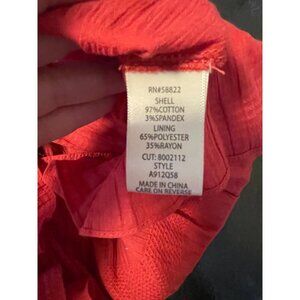 RN#58822
SHELL
97%COTTON
3%SPANDEX
LINING
65%POLYESTER
35%RAYON
CUT: 8002112
STYLE
A912Q58
MADE IN CHINA
CARE ON REVERSE